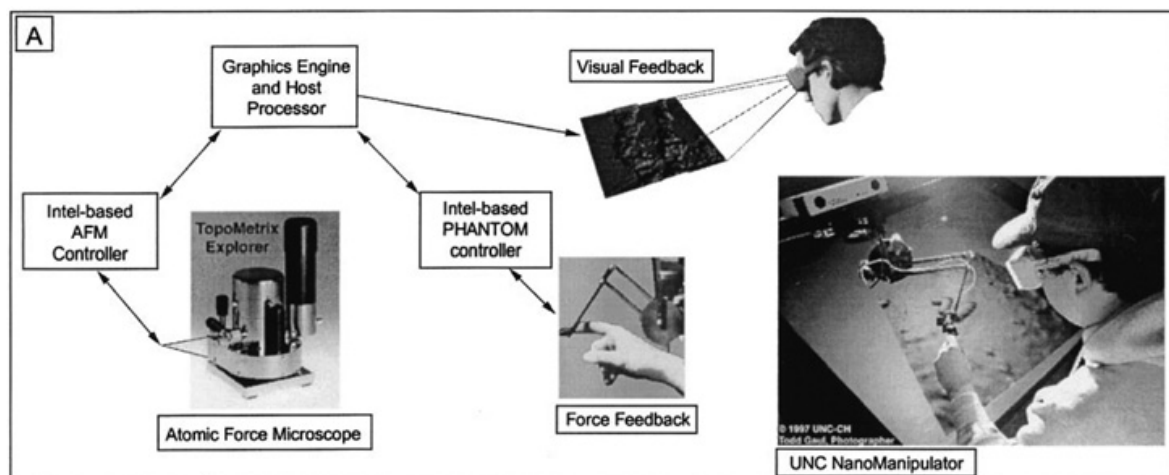 A
Graphics Engine
and Host
Processor
Visual Feedback
Intel-based
AFM
Controller
TopoMetrix
Explorer
Intel-based
PHANTOM
controller
Atomic Force Microscope
Force Feedback
© 1997 UNC-CH
Todd Gaul, Photographer
UNC NanoManipulator